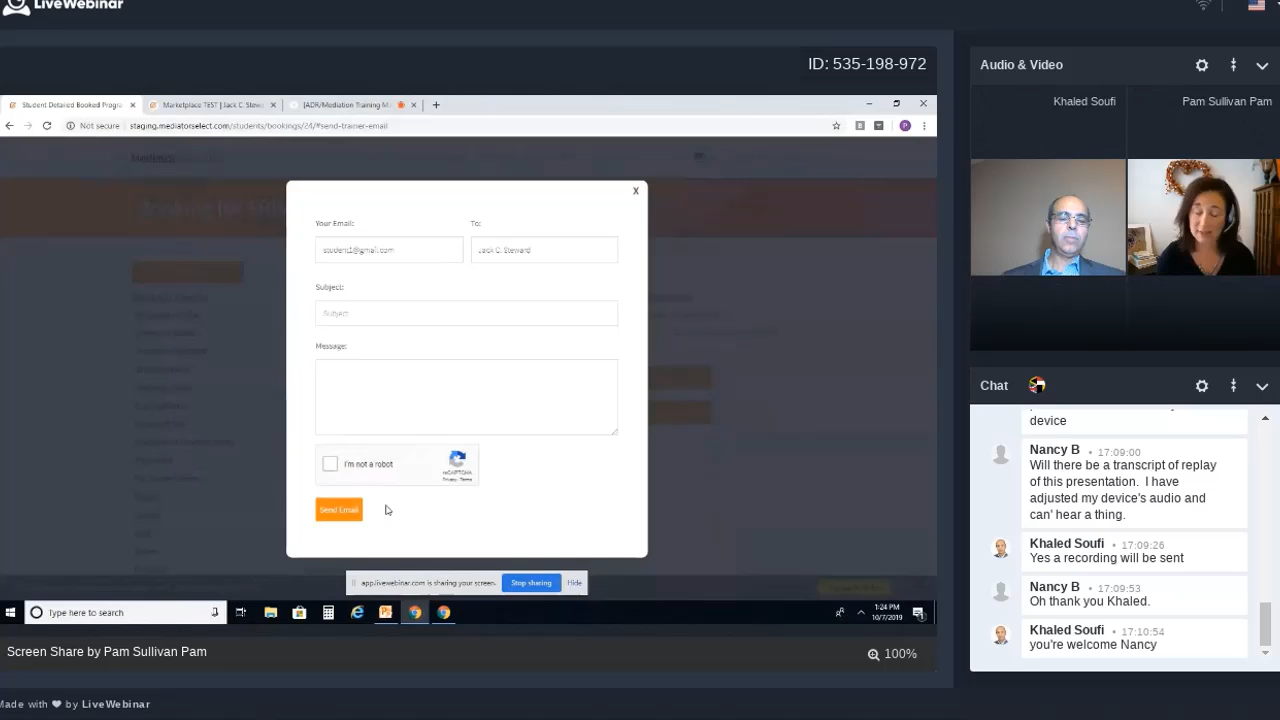 LiveWebinar
ID: 535-198-972
Student Detailed Booked Progra
Marketplace TEST | Jack C. Stewa
[ADR/Mediation Training M
Not secure
staging.mediatorselect.com/students/bookings/24/#send-trainer-email
X
Your Email:
To:
student1@gmail.com
Jack C. Steward
Subject:
Subject
Message:
I'm not a robot
reCAPTCHA
Privacy - Terms
Send Email
app.livewebinar.com is sharing your screen.
Stop sharing
Hide
Type here to search
1:24 PM
10/7/2019
Screen Share by Pam Sullivan Pam
100%
Made with ❤ by LiveWebinar
Audio & Video
Khaled Soufi
Pam Sullivan Pam
Chat
device
Nancy B • 17:09:00
Will there be a transcript of replay
of this presentation. I have
adjusted my device's audio and
can' hear a thing.
Khaled Soufi • 17:09:26
Yes a recording will be sent
Nancy B • 17:09:53
Oh thank you Khaled.
Khaled Soufi • 17:10:54
you're welcome Nancy